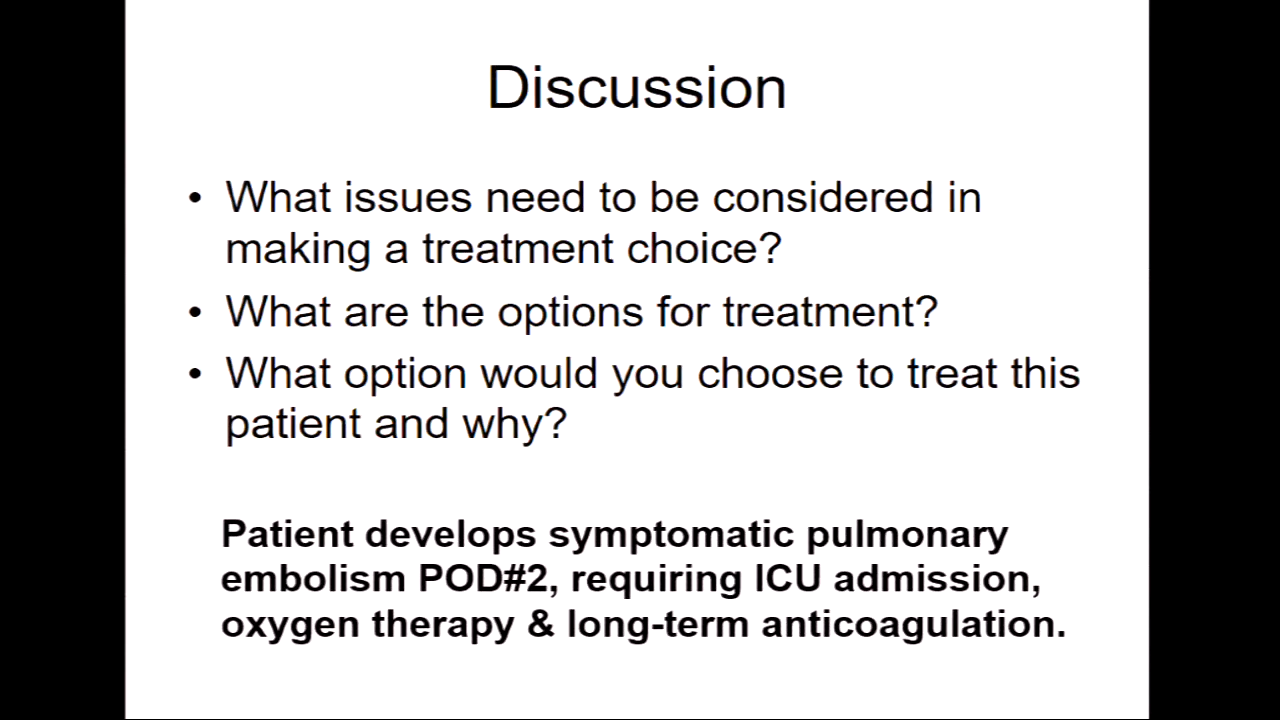 Discussion
• What issues need to be considered in
making a treatment choice?
• What are the options for treatment?
• What option would you choose to treat this
patient and why?
Patient develops symptomatic pulmonary
embolism POD#2, requiring ICU admission,
oxygen therapy & long-term anticoagulation.